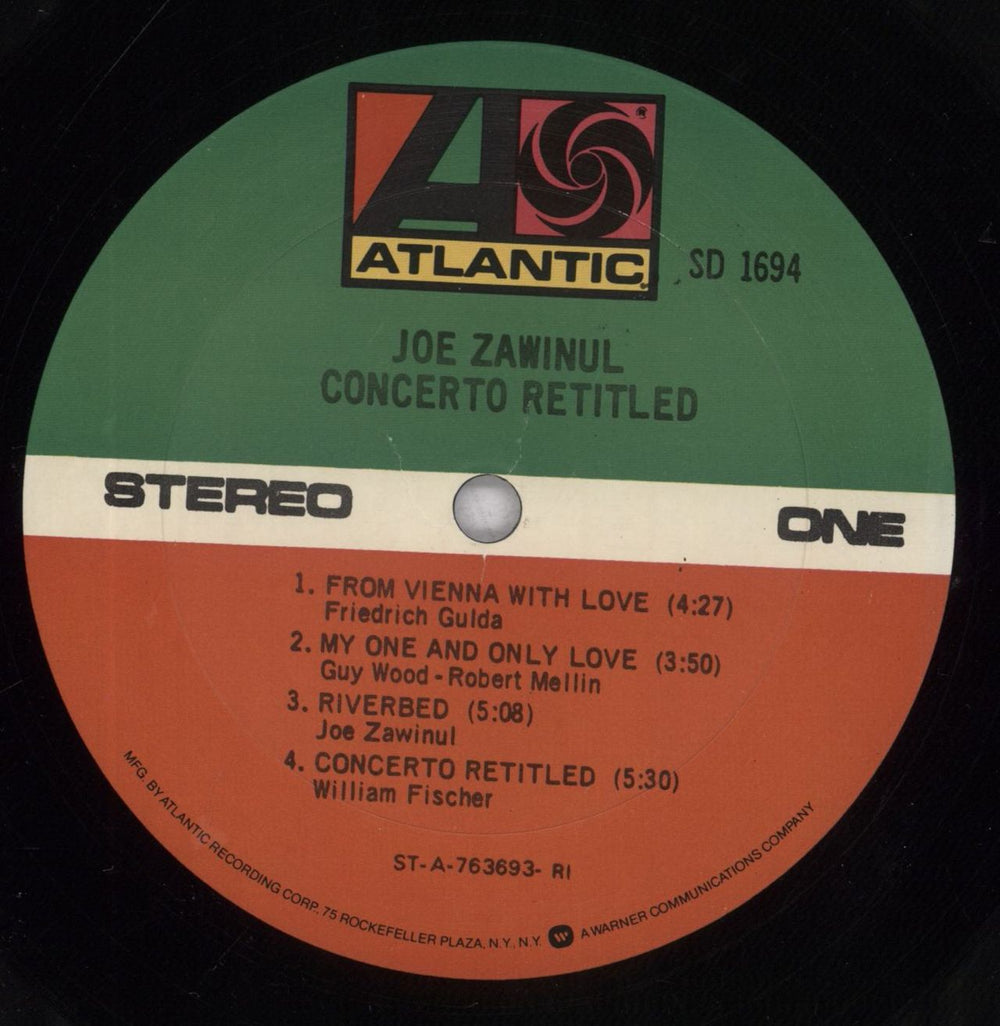 ATLANTIC
SD 1694
JOE ZAWINUL
CONCERTO RETITLED
STEREO
ONE
1. FROM VIENNA WITH LOVE (4:27)
Friedrich Gulda
2. MY ONE AND ONLY LOVE (3:50)
Guy Wood - Robert Mellin
3. RIVERBED (5:08)
Joe Zawinul
4. CONCERTO RETITLED (5:30)
William Fischer
ST-A-763693- RI
MFG. BY ATLANTIC RECORDING CORP., 75 ROCKEFELLER PLAZA, N.Y., N.Y. A WARNER COMMUNICATIONS COMPANY